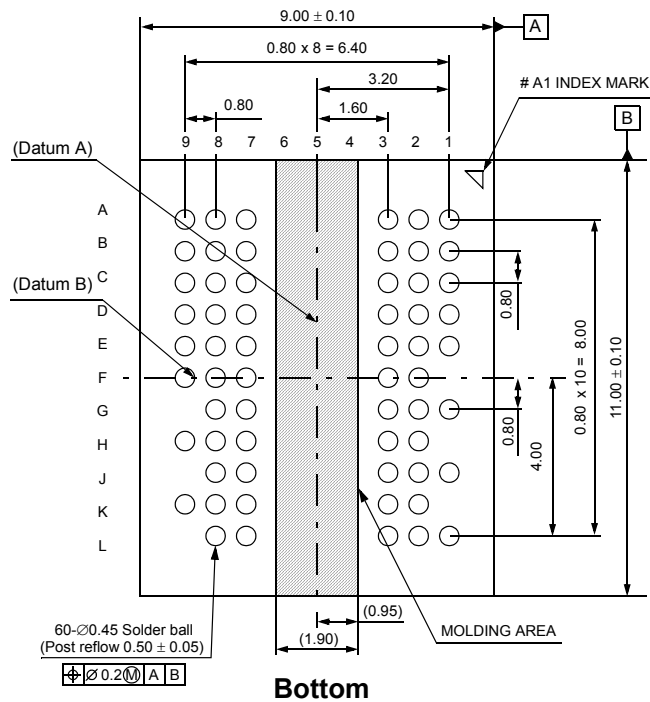 9.00 ± 0.10
A
0.80 x 8 = 6.40
3.20
# A1 INDEX MARK
0.80
1.60
B
9 8 7 6 5 4 3 2 1
(Datum A)
A
B
C
(Datum B)
D
E
F
G
H
J
K
L
0.80
0.80
4.00
0.80 x 10 = 8.00
11.00 ± 0.10
(0.95)
60-∅0.45 Solder ball
(Post reflow 0.50 ± 0.05)
(1.90)
MOLDING AREA
⌖ ∅ 0.2Ⓜ A B
Bottom